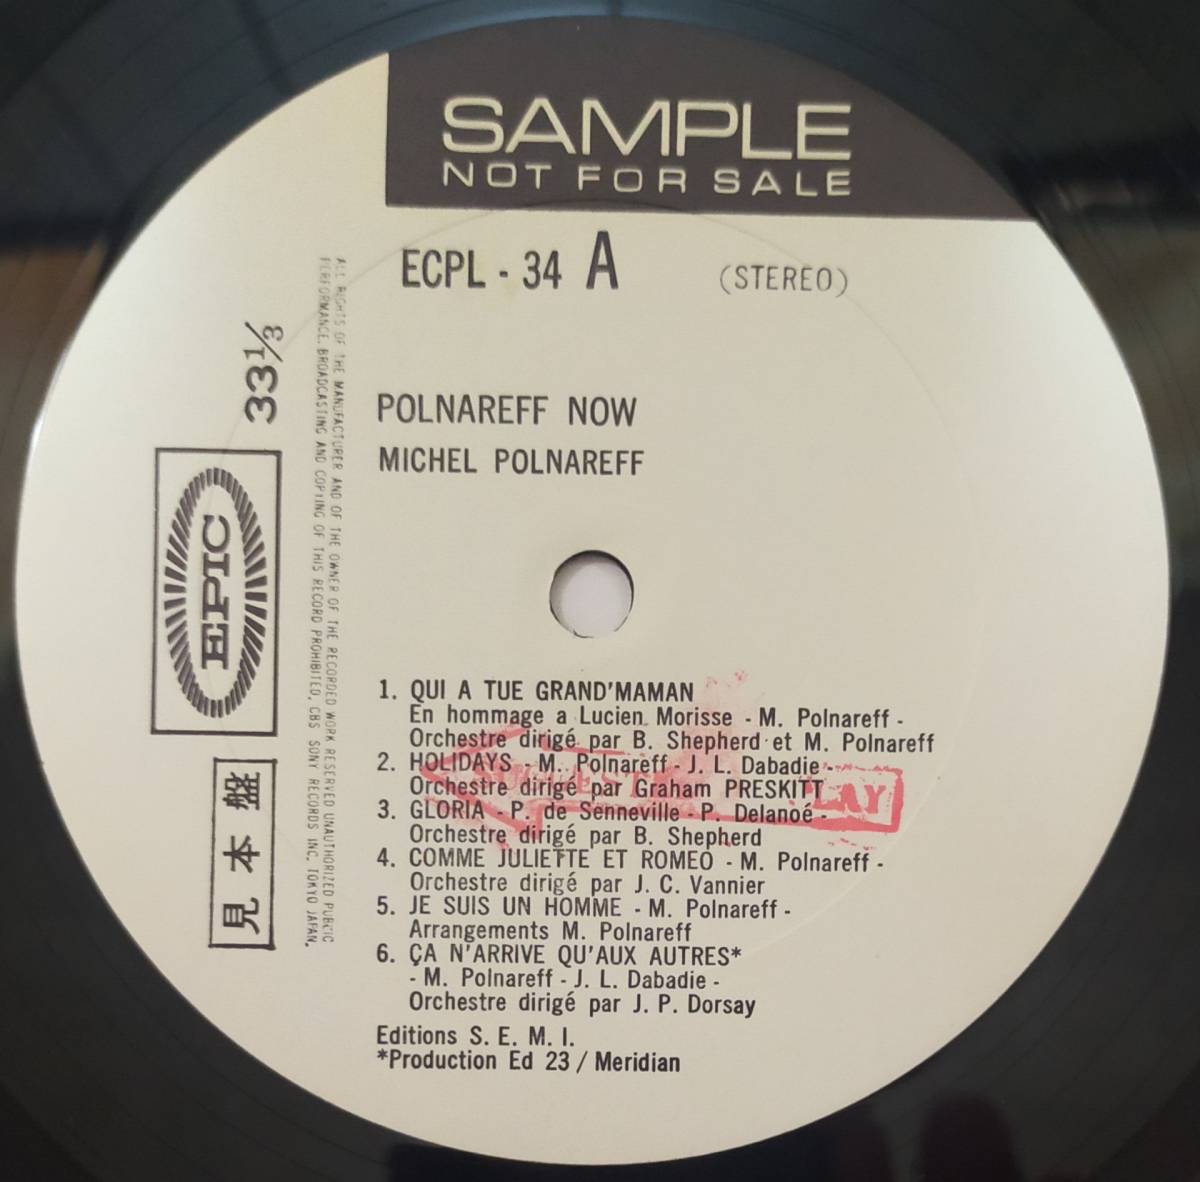 SAMPLE
NOT FOR SALE
ECPL - 34 A (STEREO)
POLNAREFF NOW
MICHEL POLNAREFF
33⅓
EPIC
見本盤
ALL RIGHTS OF THE MANUFACTURER AND OF THE OWNER OF THE RECORDED WORK RESERVED UNAUTHORIZED PUBLIC
PERFORMANCE. BROADCASTING AND COPYING OF THIS RECORD PROHIBITED, CBS SONY RECORDS INC. TOKYO JAPAN.
1. QUI A TUE GRAND'MAMAN
En hommage a Lucien Morisse - M. Polnareff -
Orchestre dirigé par B. Shepherd et M. Polnareff
2. HOLIDAYS - M. Polnareff - J. L. Dabadie -
Orchestre dirigé par Graham PRESKITT
3. GLORIA - P. de Senneville - P. Delanoé -
Orchestre dirigé par B. Shepherd
4. COMME JULIETTE ET ROMEO - M. Polnareff -
Orchestre dirigé par J. C. Vannier
5. JE SUIS UN HOMME - M. Polnareff -
Arrangements M. Polnareff
6. ÇA N'ARRIVE QU'AUX AUTRES*
- M. Polnareff - J. L. Dabadie -
Orchestre dirigé par J. P. Dorsay
Editions S. E. M. I.
*Production Ed 23 / Meridian